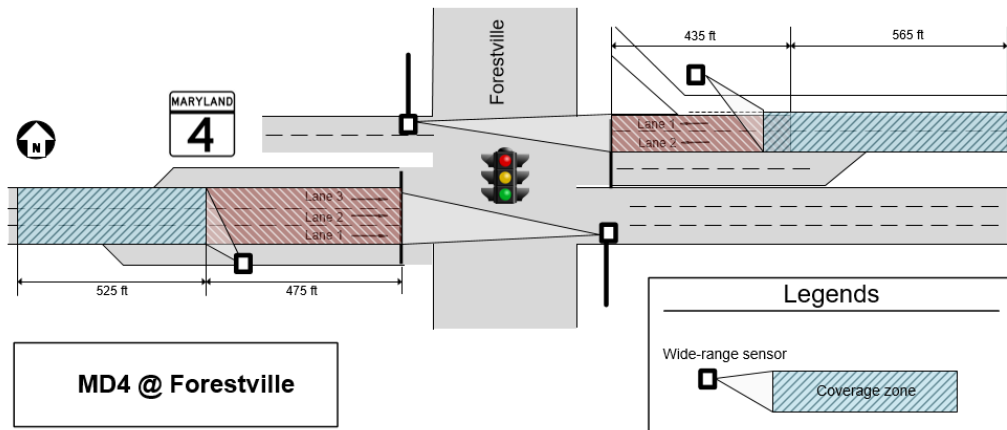 435 ft
565 ft
Forestville
MARYLAND
4
N
Lane 1
Lane 2
Lane 3
Lane 2
Lane 1
525 ft
475 ft
Legends
Wide-range sensor
Coverage zone
MD4 @ Forestville